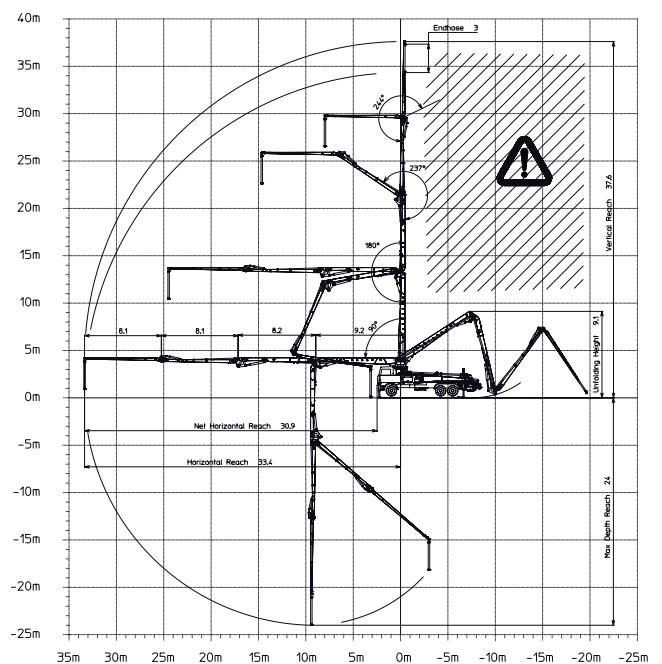 40m
Endhose 3
35m
244°
30m
237°
25m
Vertical Reach 37.6
20m
15m
180°
10m
8.1 8.1 8.2 9.2
90°
5m
Unfolding Height 9.1
0m
Net Horizontal Reach 30.9
-5m
Horizontal Reach 33.4
-10m
-15m
Max Depth Reach 24
-20m
-25m
35m 30m 25m 20m 15m 10m 5m 0m -5m -10m -15m -20m -25m